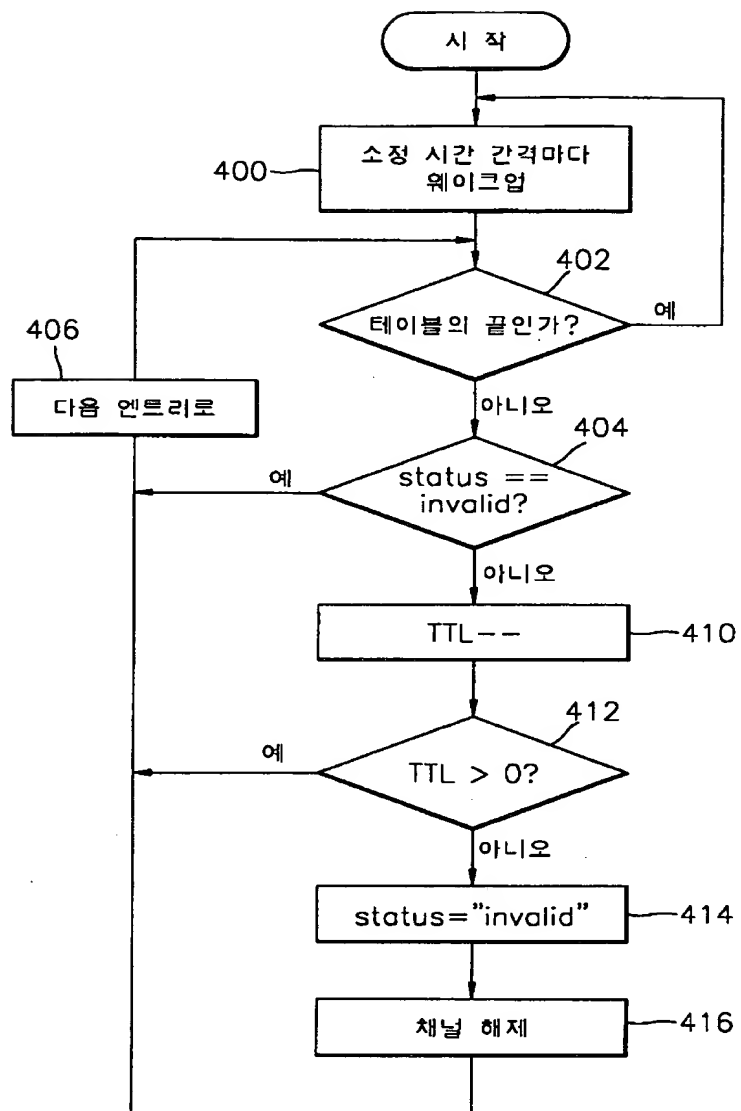 시 작
소정 시간 간격마다
웨이크업
400
402
테이블의 끝인가?
예
406
다음 엔트리로
아니오
404
status ==
invalid?
예
아니오
TTL--
410
412
TTL > 0?
예
아니오
status="invalid"
414
채널 해제
416